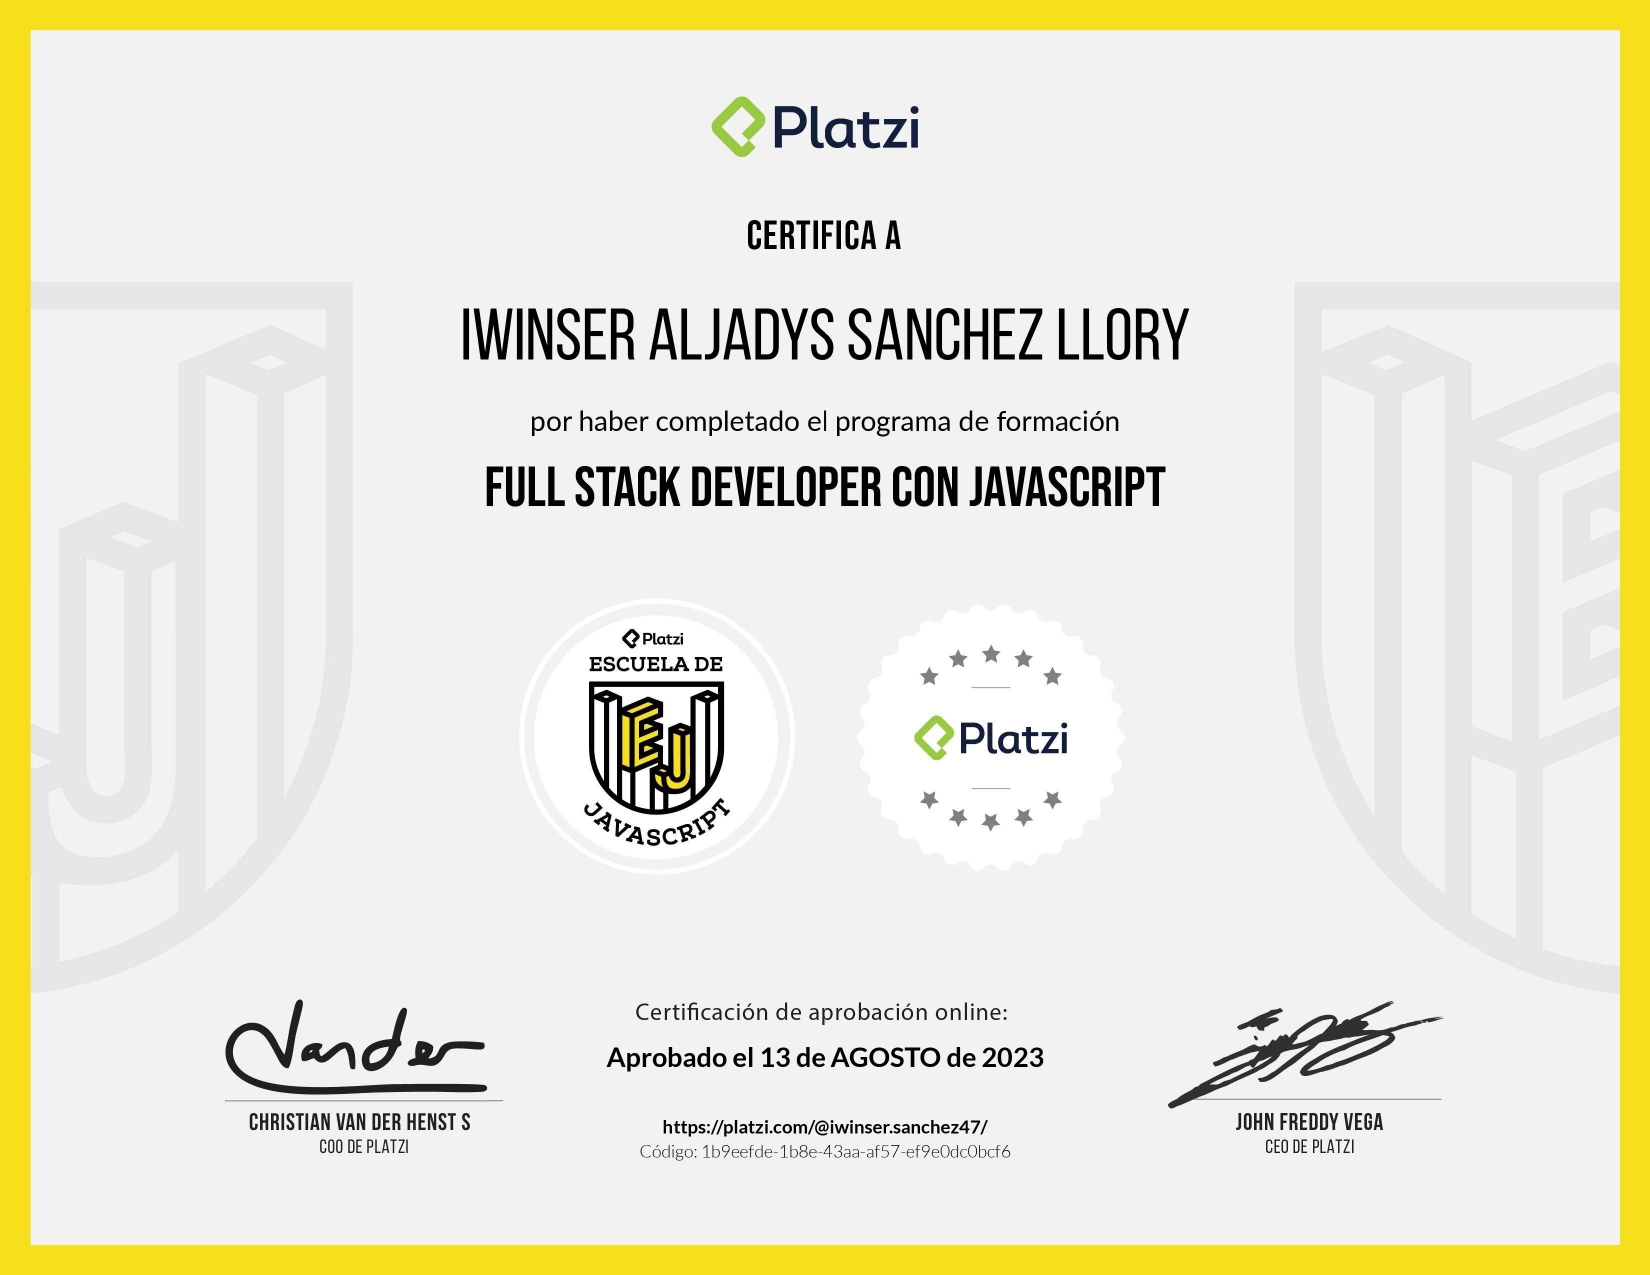 Platzi
CERTIFICA A
IWINSER ALJADYS SANCHEZ LLORY
por haber completado el programa de formación
FULL STACK DEVELOPER CON JAVASCRIPT
Platzi
ESCUELA DE
EJ
JAVASCRIPT
Platzi
Vander
CHRISTIAN VAN DER HENST S
COO DE PLATZI
Certificación de aprobación online:
Aprobado el 13 de AGOSTO de 2023
https://platzi.com/@iwinser.sanchez47/
Código: 1b9eefde-1b8e-43aa-af57-ef9e0dc0bcf6
JOHN FREDDY VEGA
CEO DE PLATZI